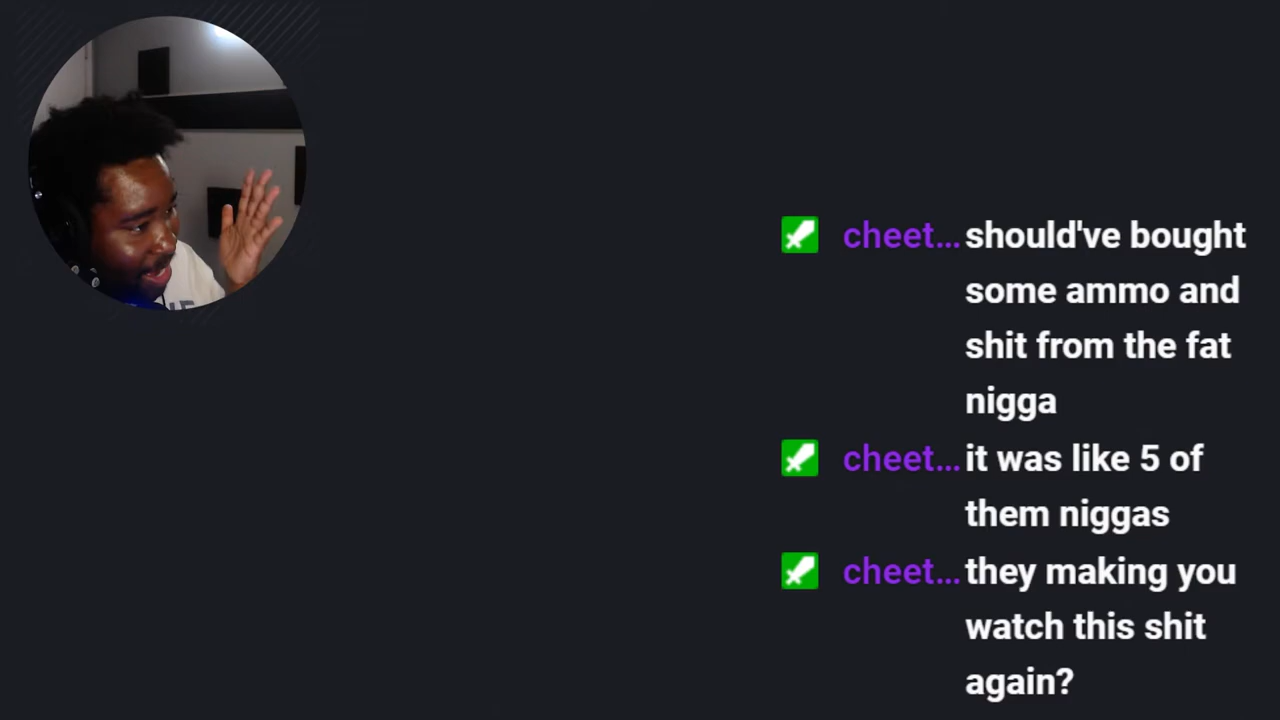 cheet... should've bought
some ammo and
shit from the fat
nigga
cheet... it was like 5 of
them niggas
cheet... they making you
watch this shit
again?